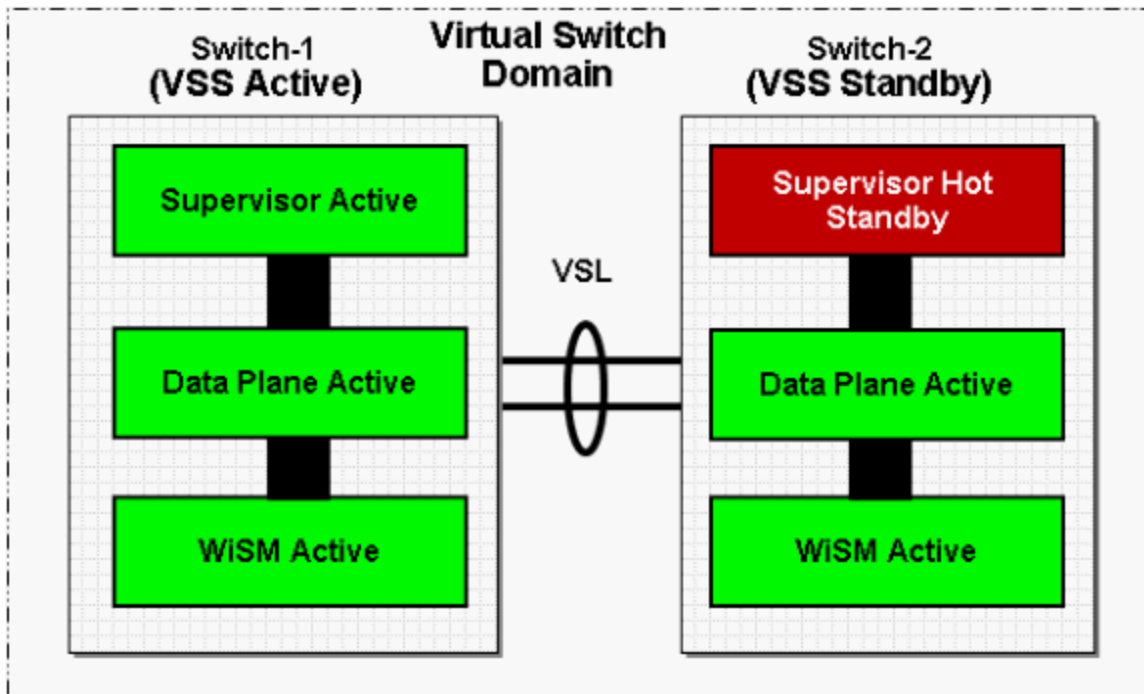 Switch-1
(VSS Active)
Virtual Switch
Domain
Switch-2
(VSS Standby)
Supervisor Active
Data Plane Active
WiSM Active
VSL
Supervisor Hot
Standby
Data Plane Active
WiSM Active